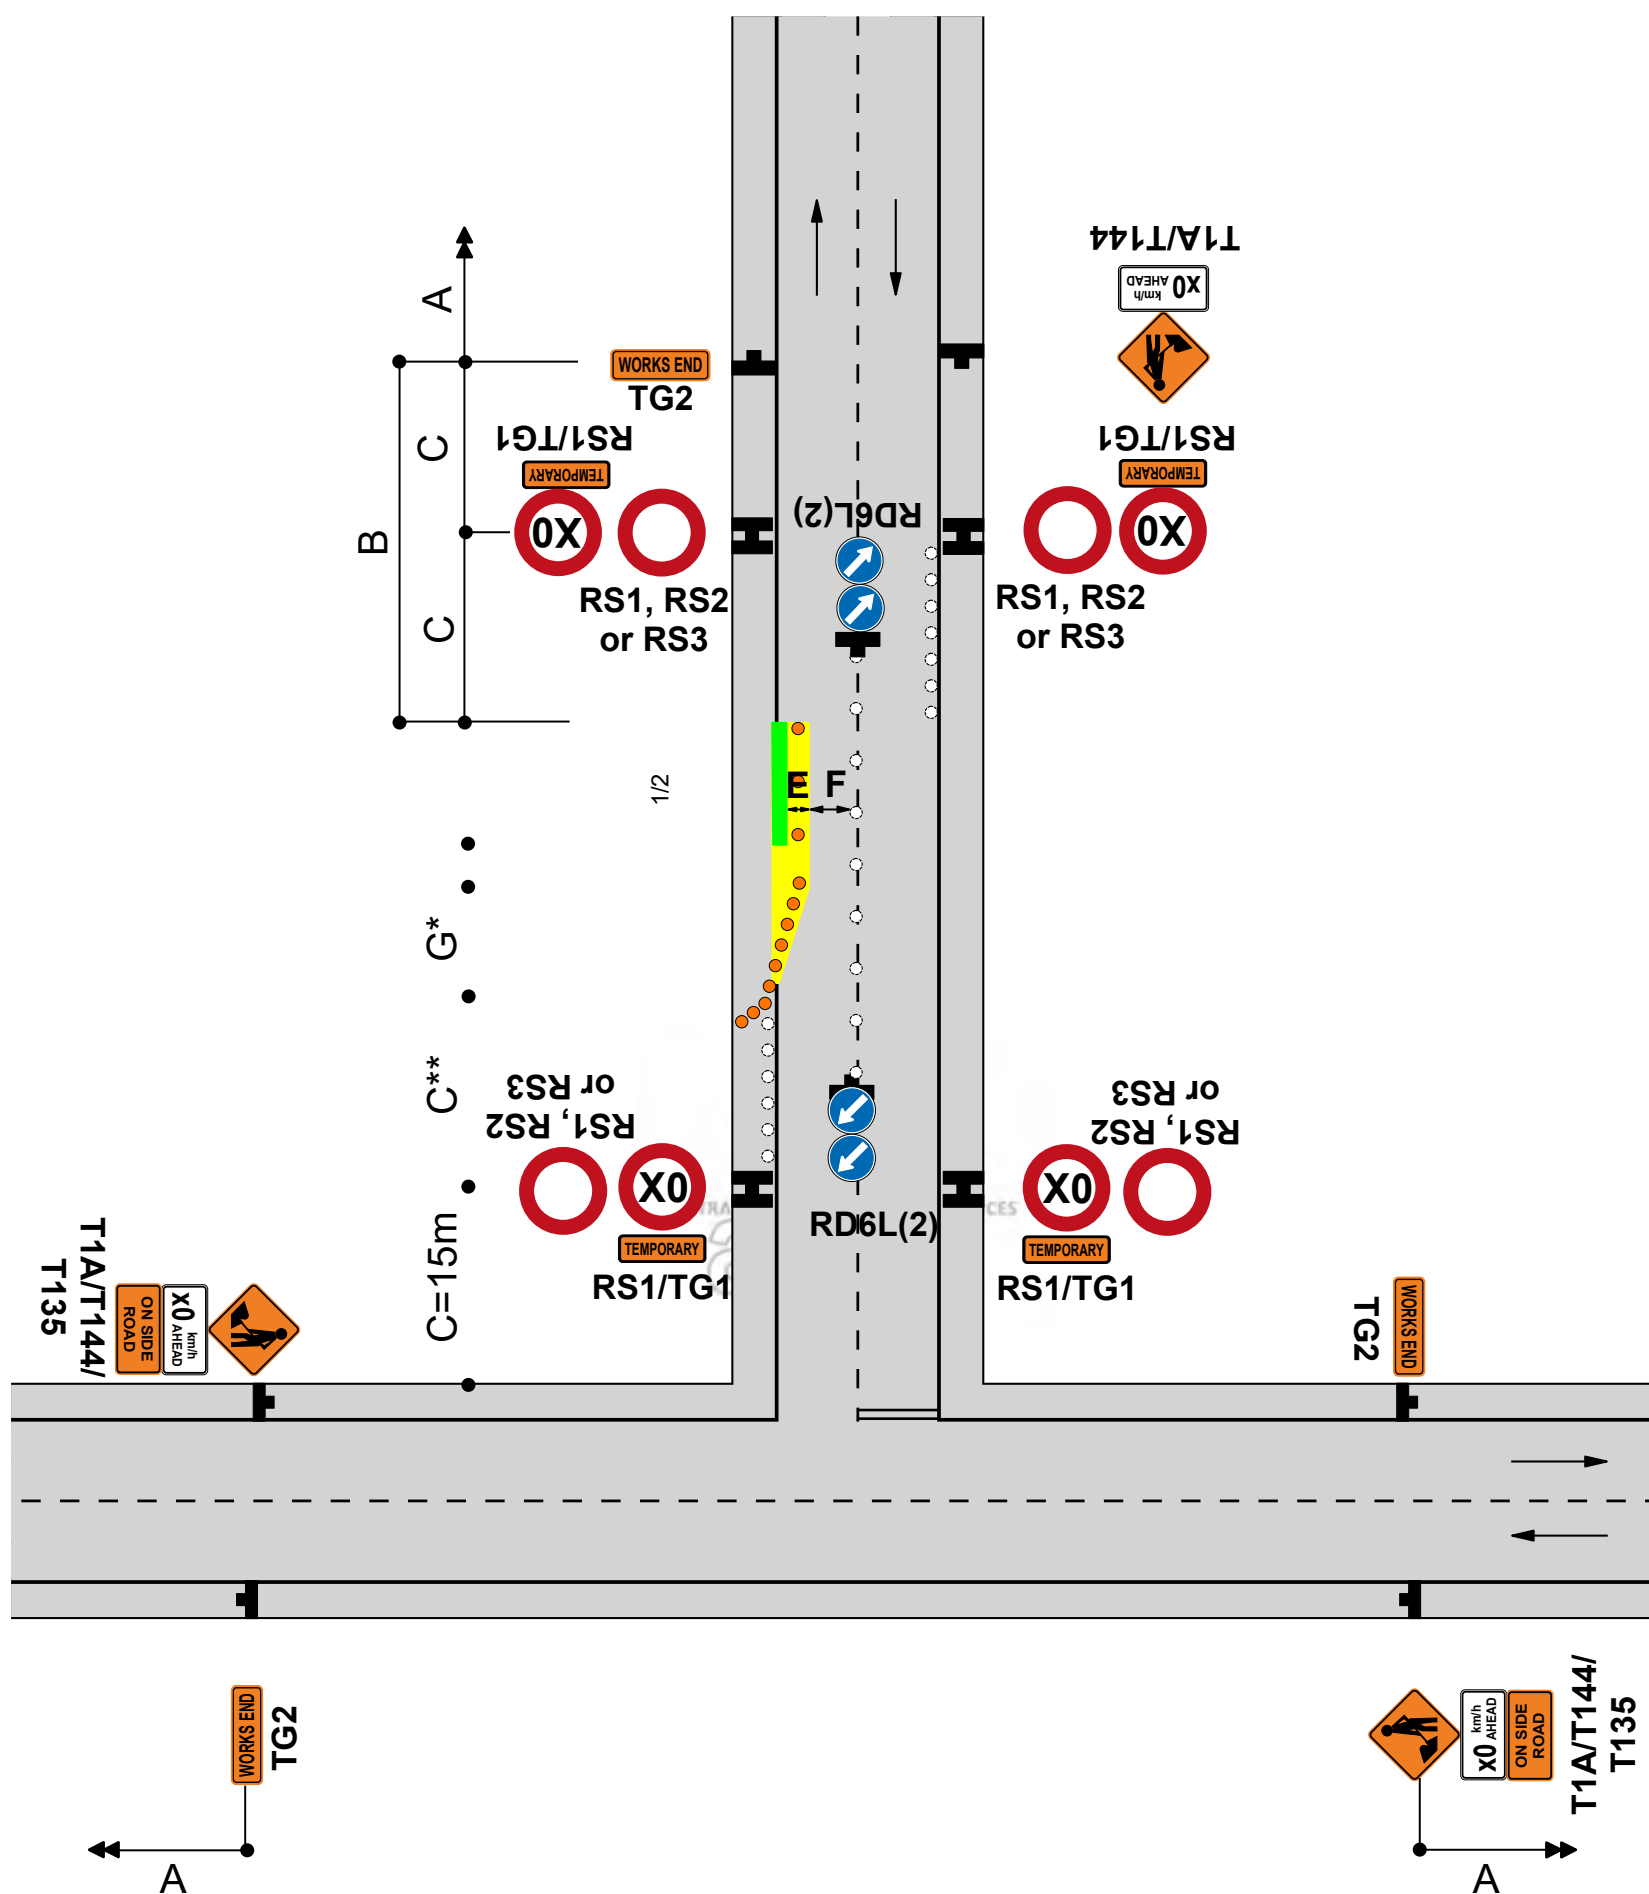 T1A/T144
x0 km/h
AHEAD
A
WORKS END
TG2
C
RS1/TG1
TEMPORARY
X0
RS1, RS2
or RS3
RD6L(2)
RS1/TG1
TEMPORARY
X0
RS1, RS2
or RS3
B
C
E F
1/2
G*
C**
RS1, RS2
or RS3
X0
TEMPORARY
RS1/TG1
RD6L(2)
RS1, RS2
or RS3
X0
TEMPORARY
RS1/TG1
CES
C=15m
T1A/T144/
T135
x0 km/h
AHEAD
ON SIDE
ROAD
WORKS END
TG2
WORKS END
TG2
A
x0 km/h
AHEAD
ON SIDE
ROAD
T1A/T144/
T135
A